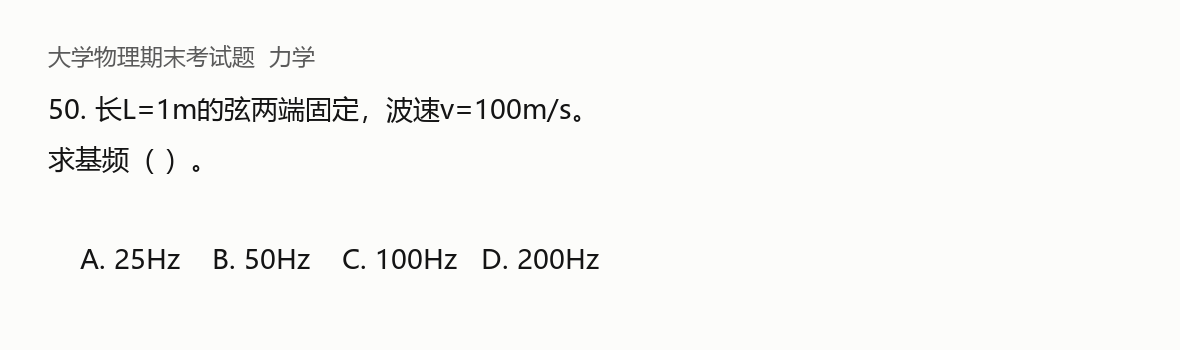 大学物理期末考试题 力学
50. 长L=1m的弦两端固定，波速v=100m/s。
求基频（ ）。
A. 25Hz B. 50Hz C. 100Hz D. 200Hz